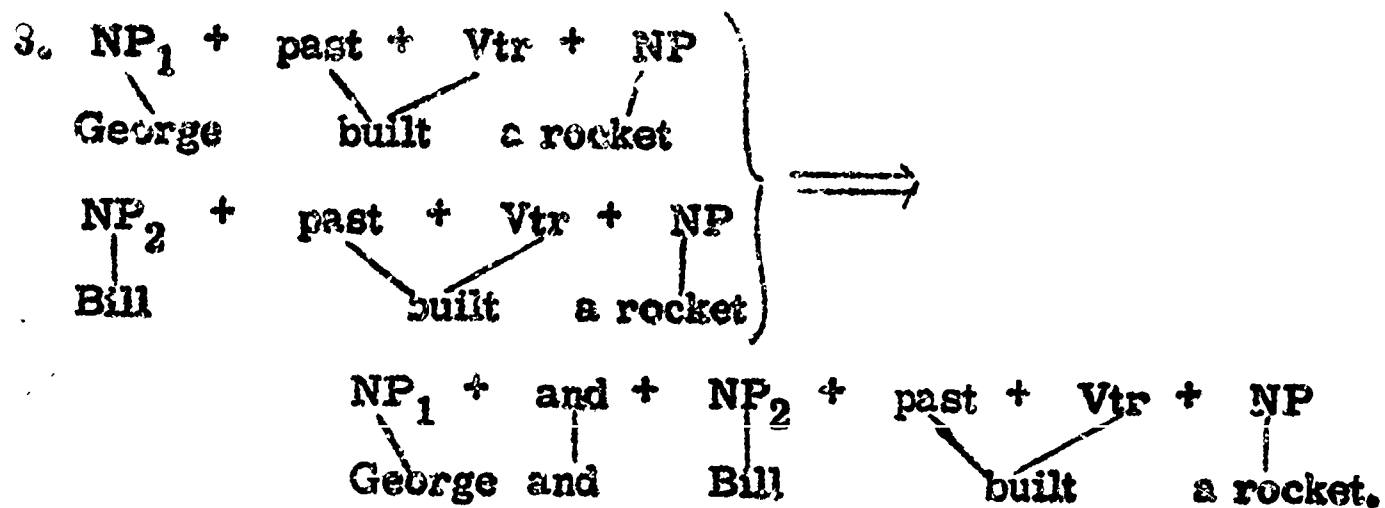 3. NP1 + past + Vtr + NP
George built a rocket
NP2 + past + Vtr + NP
Bill built a rocket
NP1 + and + NP2 + past + Vtr + NP
George and Bill built a rocket.